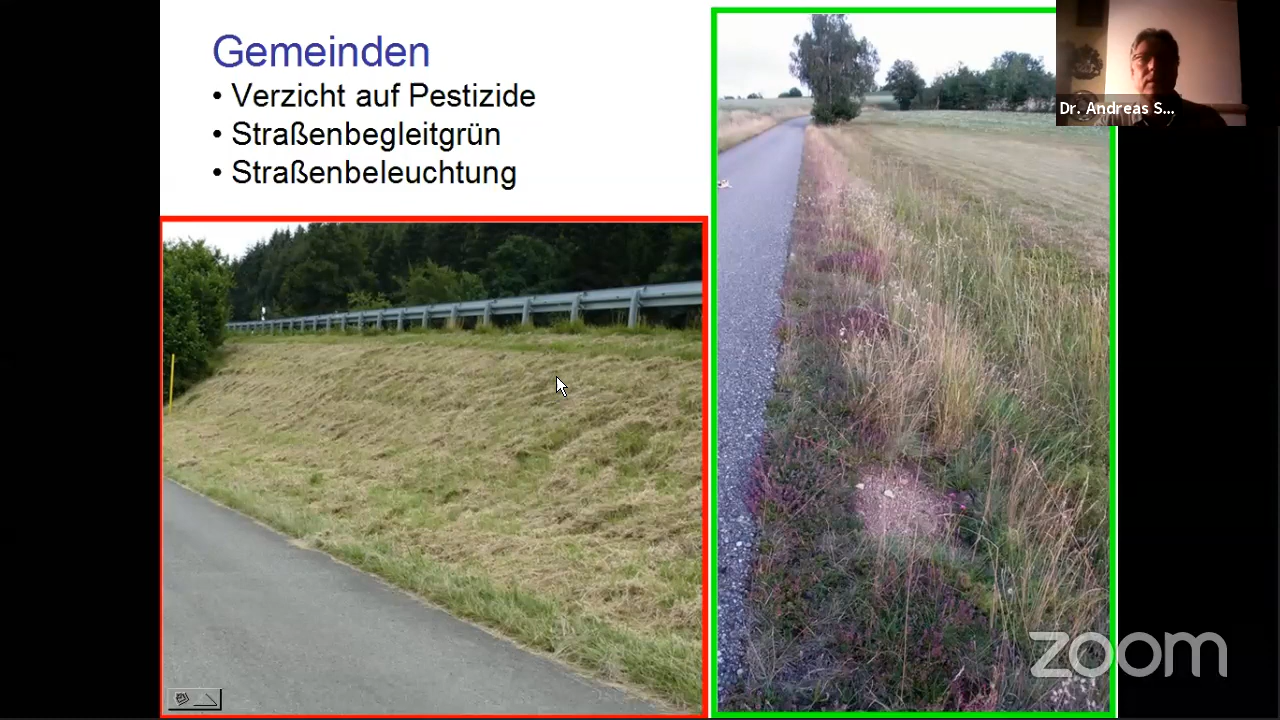 Gemeinden
• Verzicht auf Pestizide
• Straßenbegleitgrün
• Straßenbeleuchtung
Dr. Andreas S...
zoom